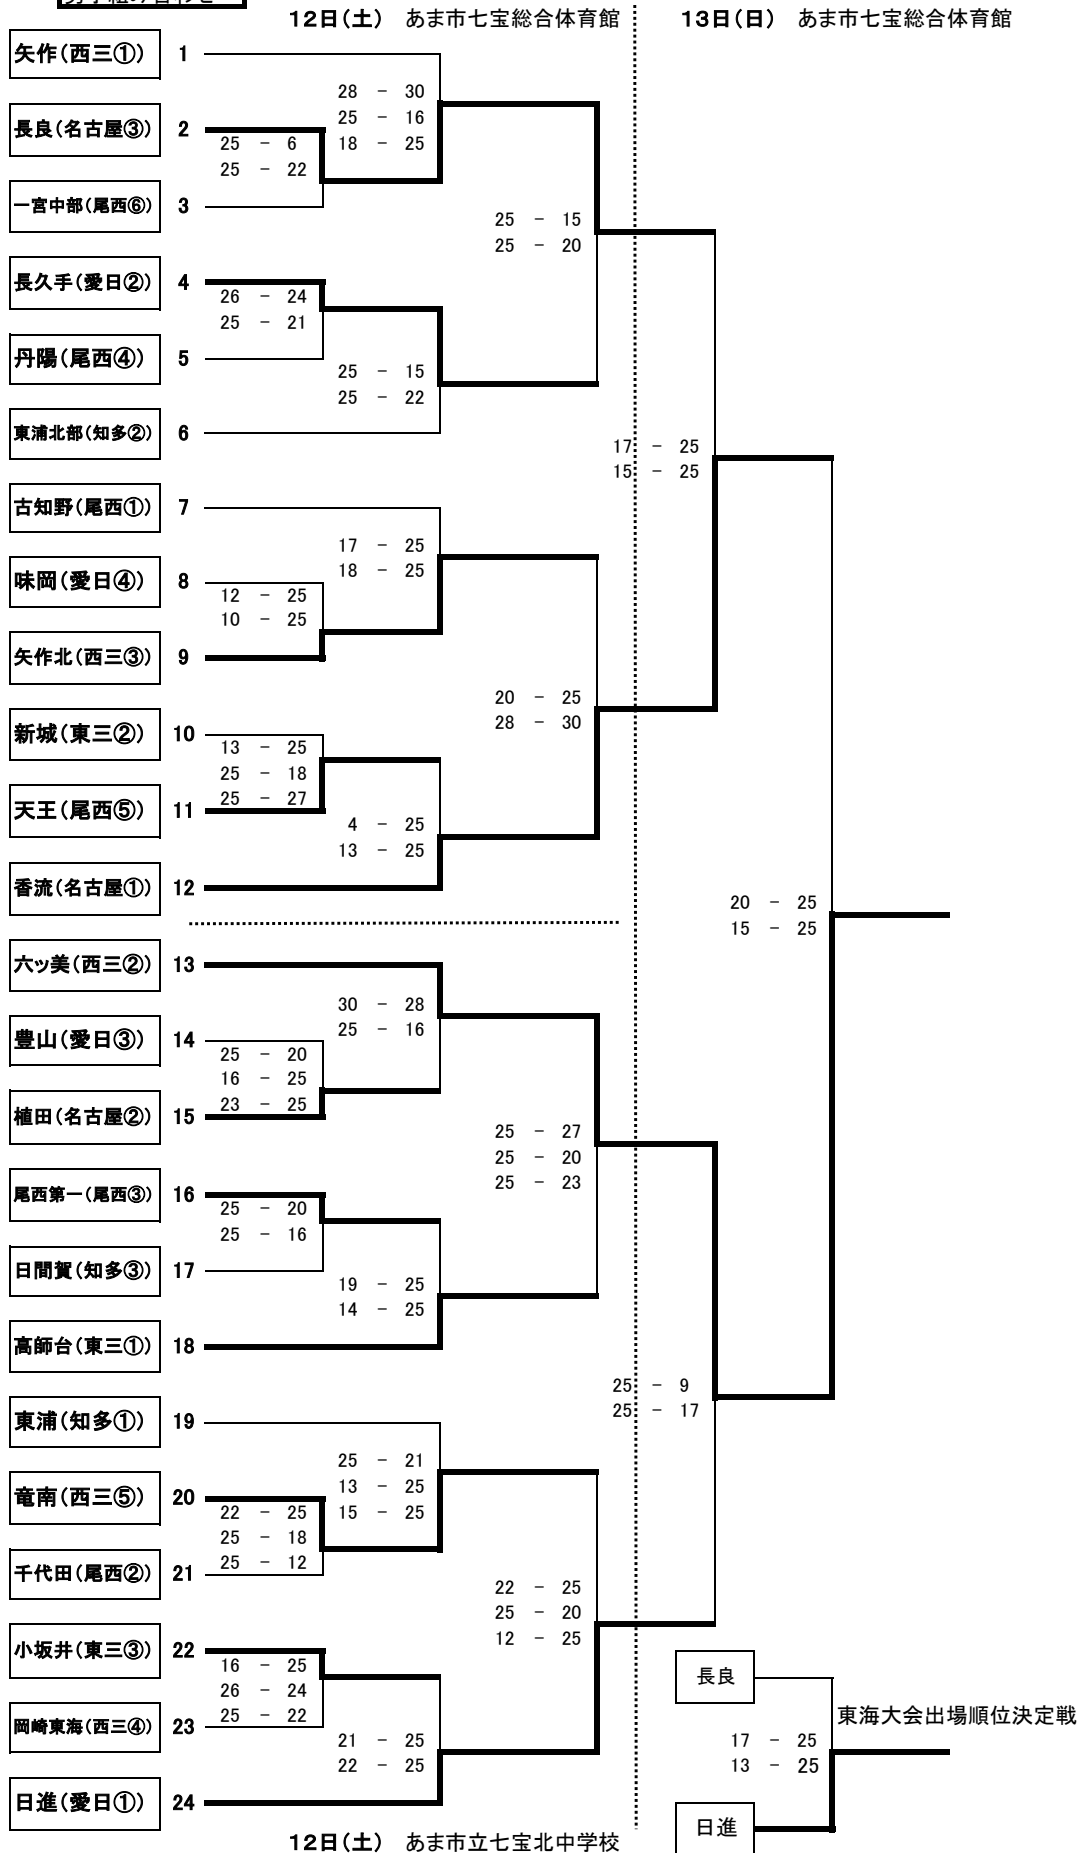 12日(土) あま市七宝総合体育館
13日(日) あま市七宝総合体育館
矢作(西三①) 1
28 - 30
25 - 16
18 - 25
長良(名古屋③) 2
25 - 6
25 - 22
一宮中部(尾西⑥) 3
25 - 15
25 - 20
長久手(愛日②) 4
26 - 24
25 - 21
丹陽(尾西④) 5
25 - 15
25 - 22
東浦北部(知多②) 6
17 - 25
15 - 25
古知野(尾西①) 7
17 - 25
18 - 25
味岡(愛日④) 8
12 - 25
10 - 25
矢作北(西三③) 9
20 - 25
28 - 30
新城(東三②) 10
13 - 25
25 - 18
25 - 27
天王(尾西⑤) 11
4 - 25
13 - 25
香流(名古屋①) 12
20 - 25
15 - 25
六ッ美(西三②) 13
30 - 28
25 - 16
豊山(愛日③) 14
25 - 20
16 - 25
23 - 25
植田(名古屋②) 15
25 - 27
25 - 20
25 - 23
尾西第一(尾西③) 16
25 - 20
25 - 16
日間賀(知多③) 17
19 - 25
14 - 25
高師台(東三①) 18
25 - 9
25 - 17
東浦(知多①) 19
25 - 21
13 - 25
15 - 25
竜南(西三⑤) 20
22 - 25
25 - 18
25 - 12
千代田(尾西②) 21
22 - 25
25 - 20
12 - 25
小坂井(東三③) 22
16 - 25
26 - 24
25 - 22
岡崎東海(西三④) 23
21 - 25
22 - 25
日進(愛日①) 24
長良
東海大会出場順位決定戦
17 - 25
13 - 25
日進
12日(土) あま市立七宝北中学校